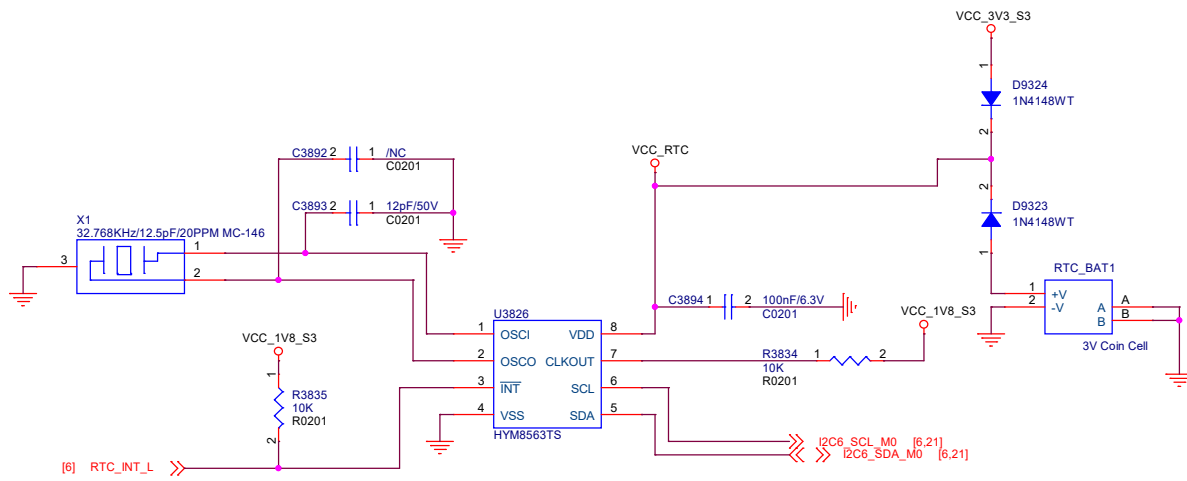 VCC_3V3_S3
1
D9324
1N4148WT
2
VCC_RTC
2
D9323
1N4148WT
1
C3892 2 1 /NC
C0201
C3893 2 1 12pF/50V
C0201
X1
32.768KHz/12.5pF/20PPM MC-146
3
1
2
RTC_BAT1
1 +V
2 -V
A A
B B
3V Coin Cell
C3894 1 2 100nF/6.3V
C0201
VCC_1V8_S3
R3834
1 2
10K
R0201
U3826
1 OSCI VDD 8
2 OSCO CLKOUT 7
3 INT SCL 6
4 VSS SDA 5
HYM8563TS
VCC_1V8_S3
1
R3835
10K
R0201
2
I2C6_SCL_M0 [6,21]
I2C6_SDA_M0 [6,21]
[6] RTC_INT_L